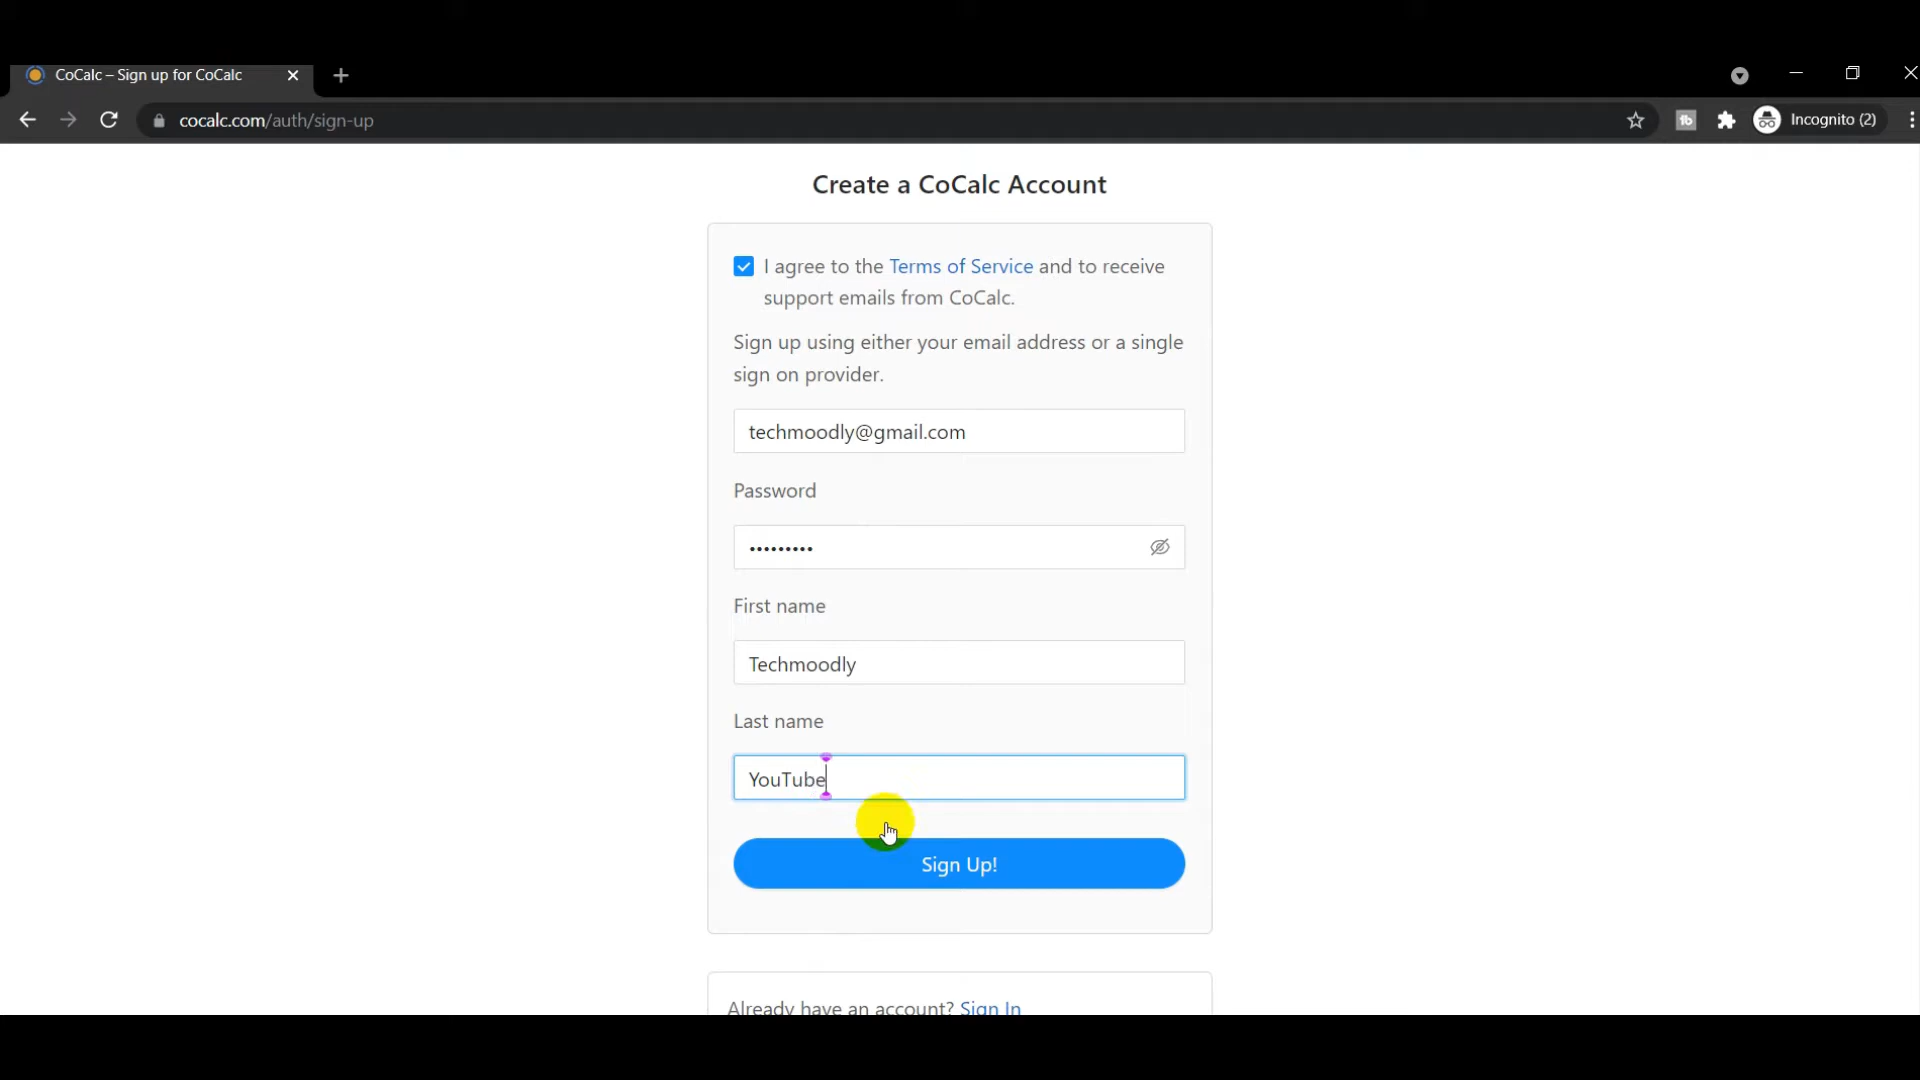 CoCalc – Sign up for CoCalc
cocalc.com/auth/sign-up
Incognito (2)
Create a CoCalc Account
I agree to the Terms of Service and to receive
support emails from CoCalc.
Sign up using either your email address or a single
sign on provider.
techmoodly@gmail.com
Password
•••••••••
First name
Techmoodly
Last name
YouTube
Sign Up!
Already have an account? Sign In